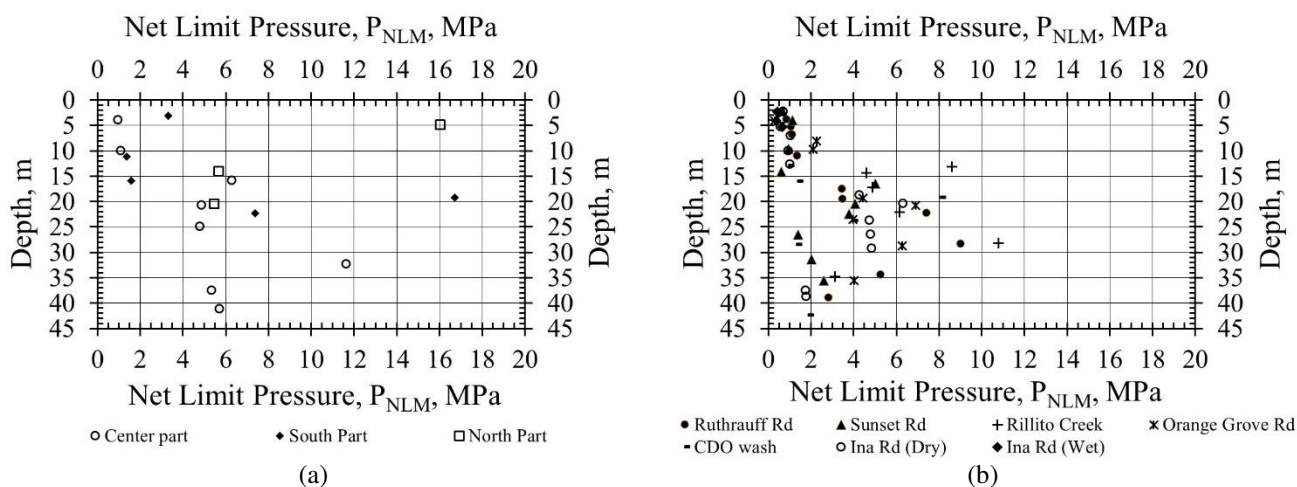 Net Limit Pressure, P_NLM, MPa
0 2 4 6 8 10 12 14 16 18 20
0 0
5 5
10 10
15 15
20 20
25 25
30 30
35 35
40 40
45 45
Depth, m
Depth, m
0 2 4 6 8 10 12 14 16 18 20
Net Limit Pressure, P_NLM, MPa
Center part South Part North Part
(a)
Net Limit Pressure, P_NLM, MPa
0 2 4 6 8 10 12 14 16 18 20
0 0
5 5
10 10
15 15
20 20
25 25
30 30
35 35
40 40
45 45
Depth, m
Depth, m
0 2 4 6 8 10 12 14 16 18 20
Net Limit Pressure, P_NLM, MPa
Ruthrauff Rd Sunset Rd Rillito Creek Orange Grove Rd
CDO wash Ina Rd (Dry) Ina Rd (Wet)
(b)